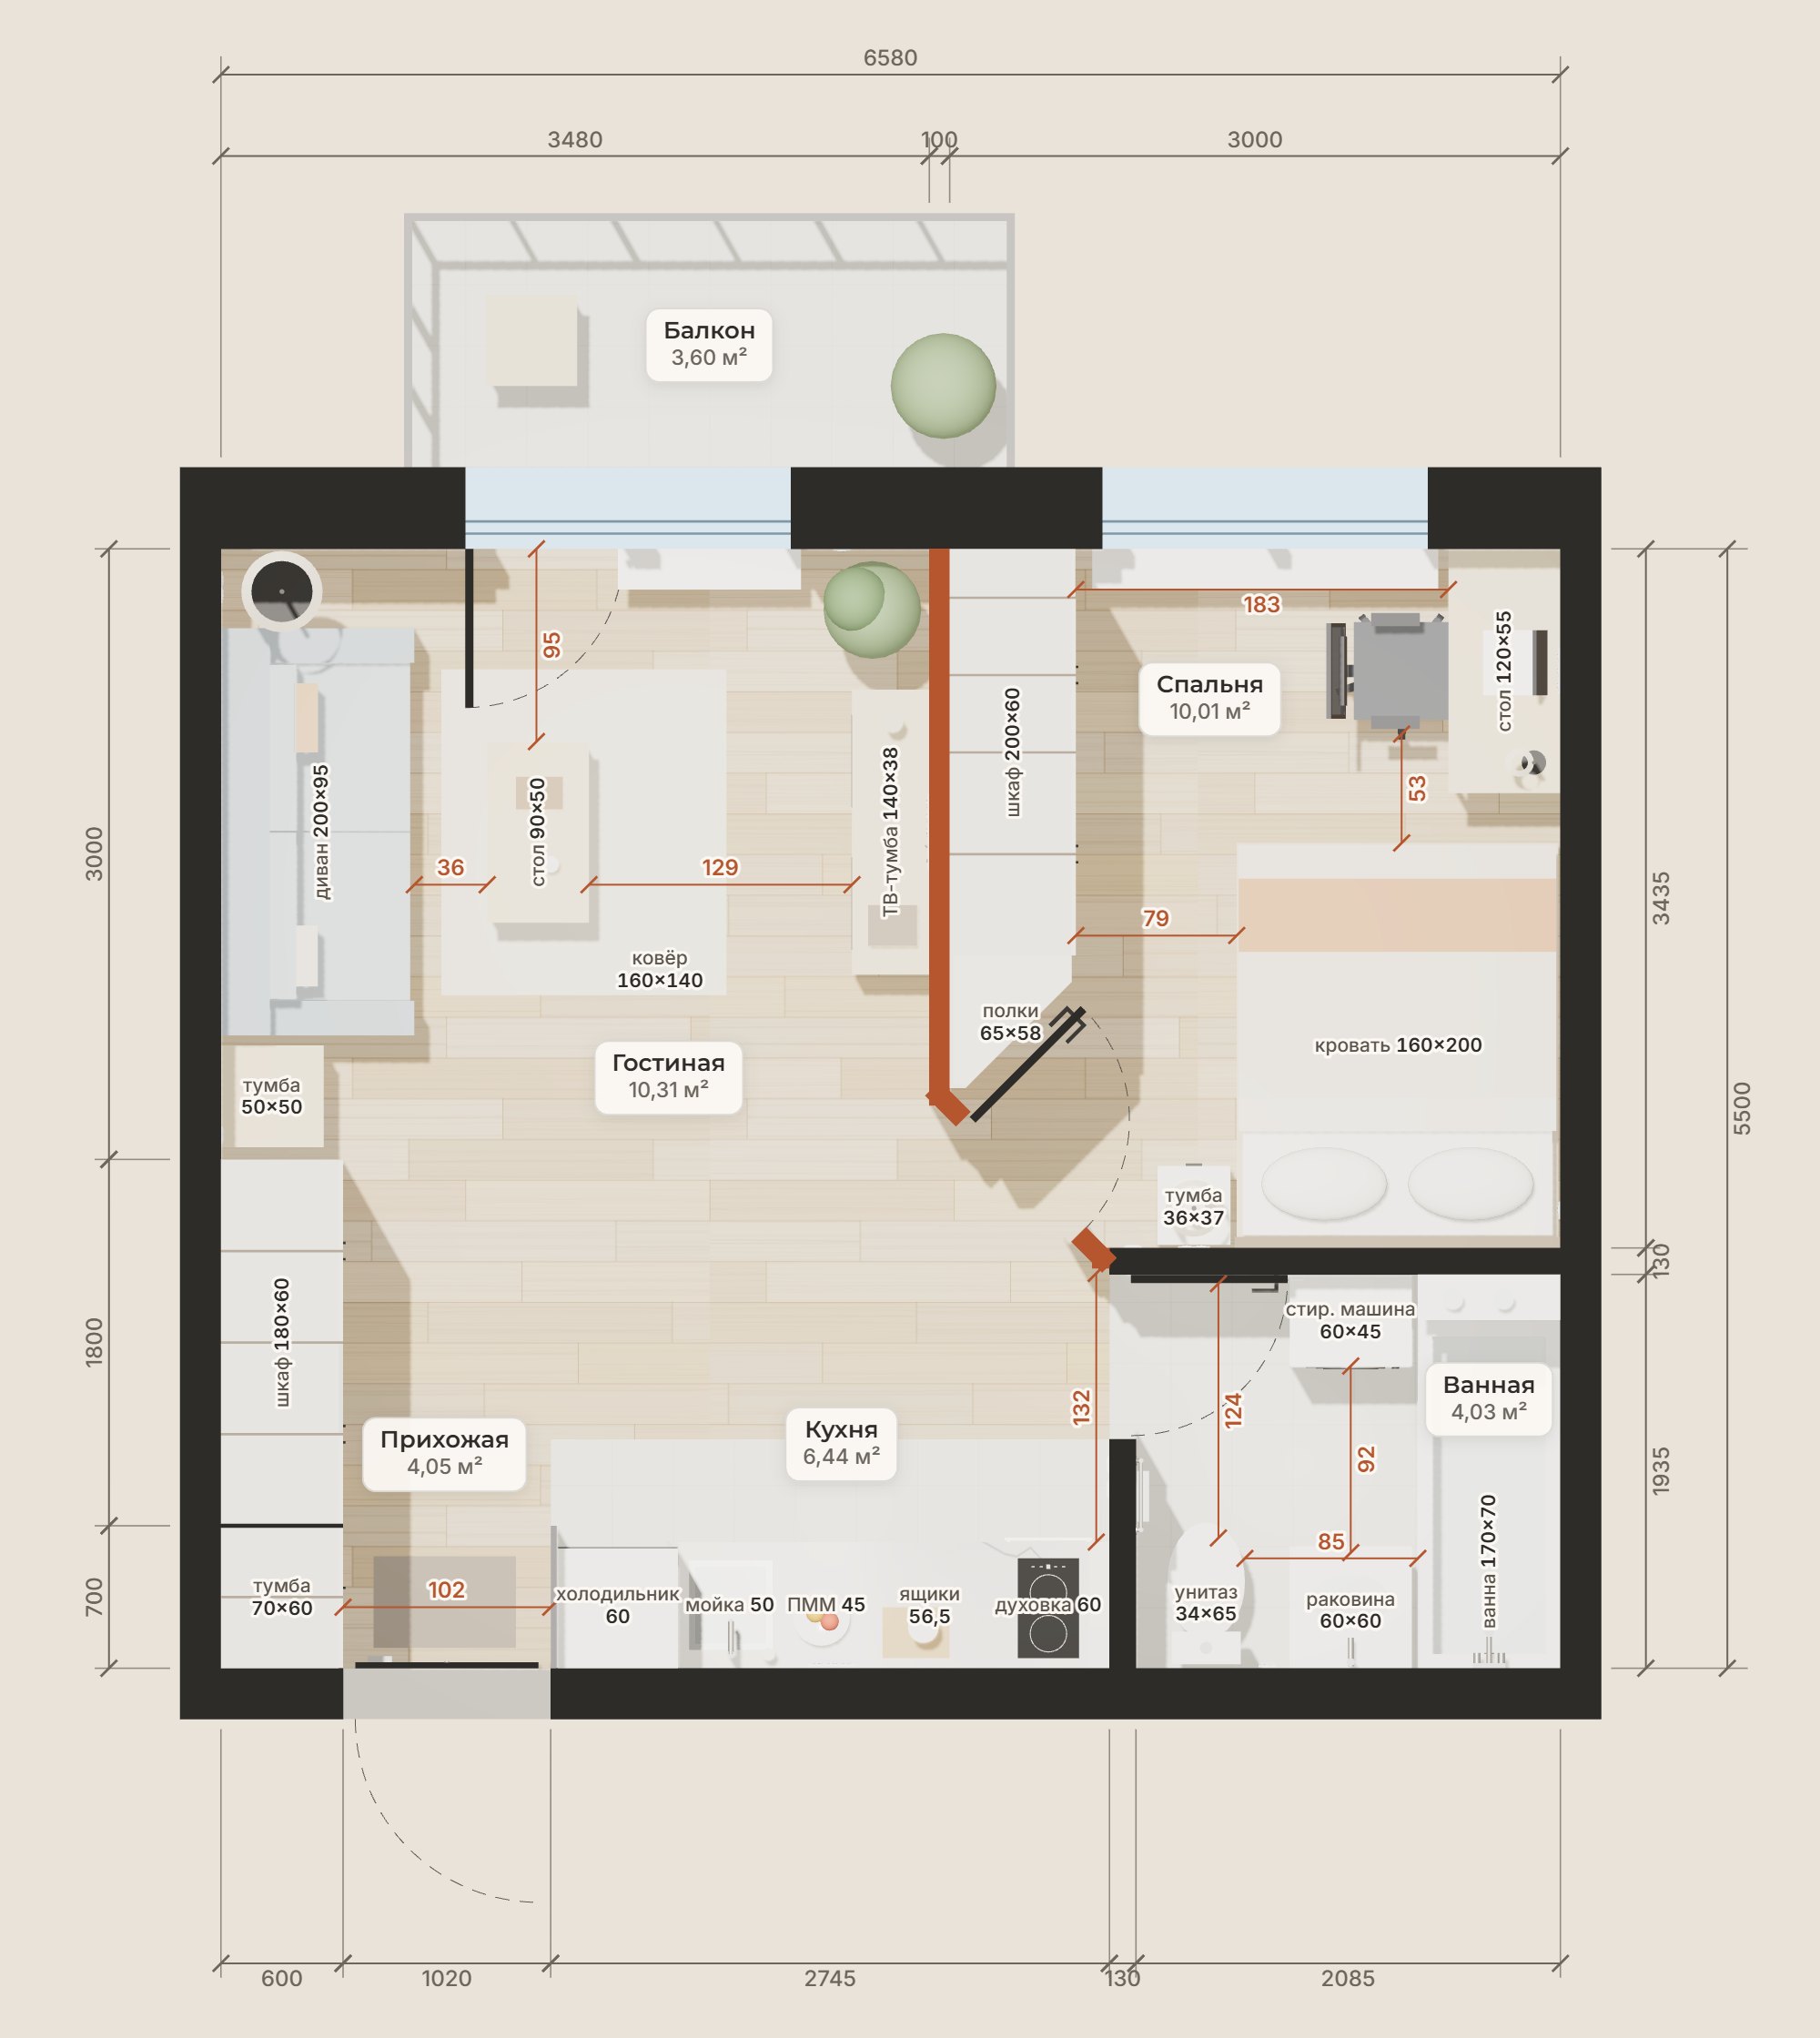 6580
3480
100
3000
Балкон
3,60 м²
95
183
стол 120×55
Спальня
10,01 м²
шкаф 200×60
53
диван 200×95
стол 90×50
ТВ-тумба 140×38
36
129
79
3000
3435
ковёр
160×140
полки
65×58
кровать 160×200
Гостиная
10,31 м²
тумба
50×50
5500
тумба
36×37
130
шкаф 180×60
1800
стир. машина
60×45
132
124
92
Ванная
4,03 м²
Прихожая
4,05 м²
Кухня
6,44 м²
1935
85
ванна 170×70
700
тумба
70×60
102
холодильник
60
мойка 50
ПММ 45
ящики
56,5
духовка 60
унитаз
34×65
раковина
60×60
600
1020
2745
130
2085